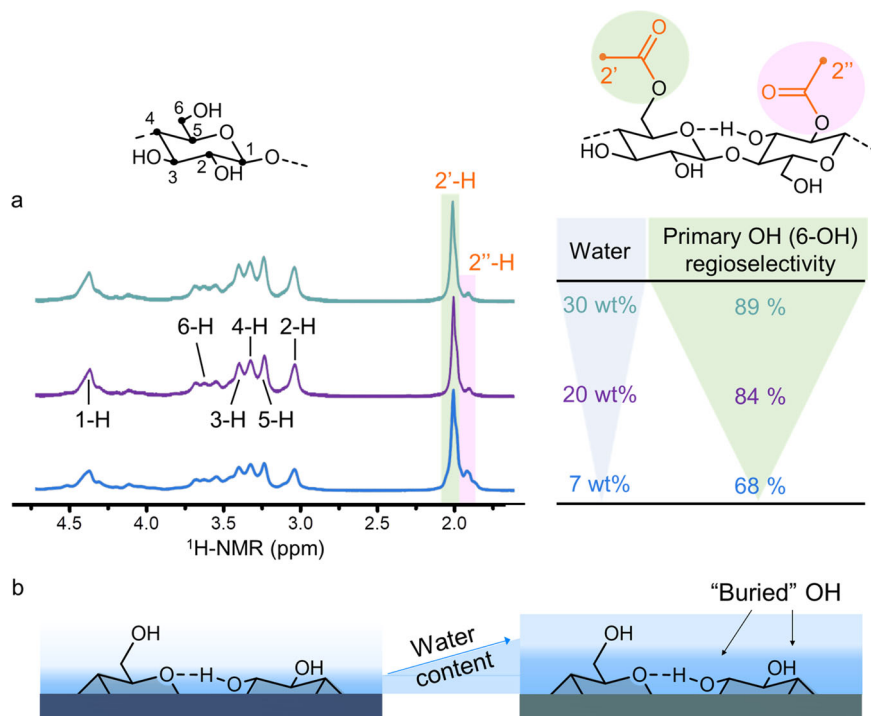 O
2'
2''
O
O
O
6
OH
4
5
O
1
HO
3
2
OH
O
O
H
O
HO
O
O
HO
OH
O
OH
a
2'-H
2''-H
6-H
4-H
2-H
1-H
3-H
5-H
4.5
4.0
3.5
3.0
2.5
2.0
¹H-NMR (ppm)
Water
Primary OH (6-OH)
regioselectivity
30 wt%
89 %
20 wt%
84 %
7 wt%
68 %
b
"Buried" OH
OH
O
H
O
OH
Water
content
OH
O
H
O
OH